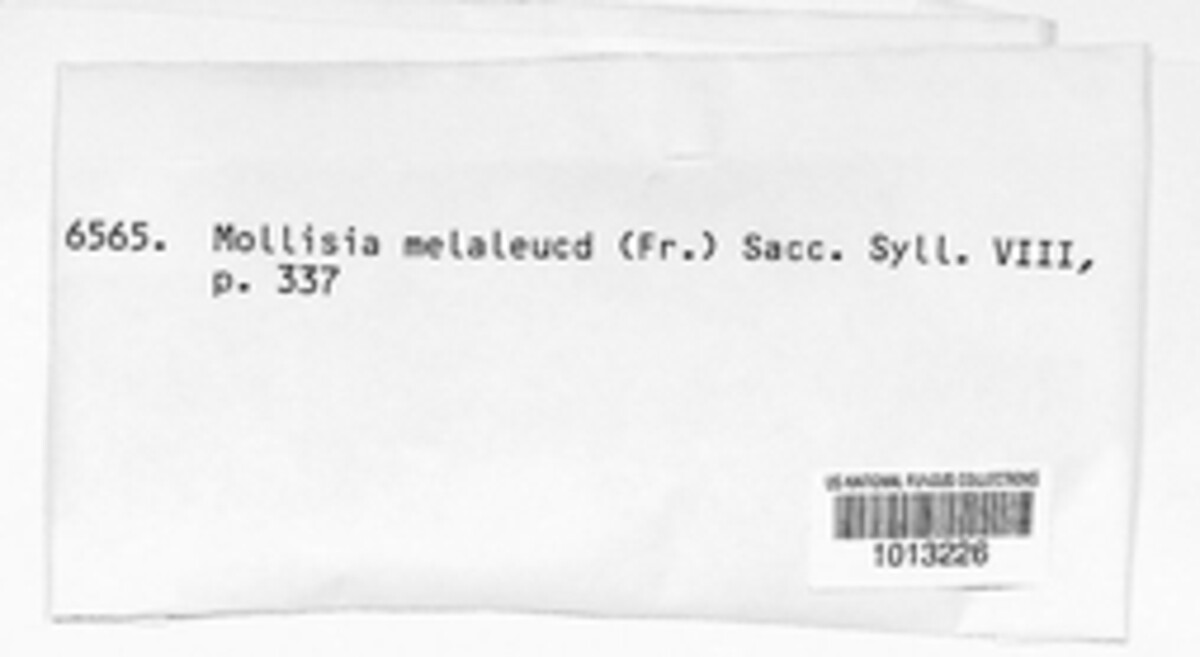 6565. Mollisia melaleucd (Fr.) Sacc. Syll. VIII,
p. 337
US NATIONAL FUNGUS COLLECTIONS
1013226